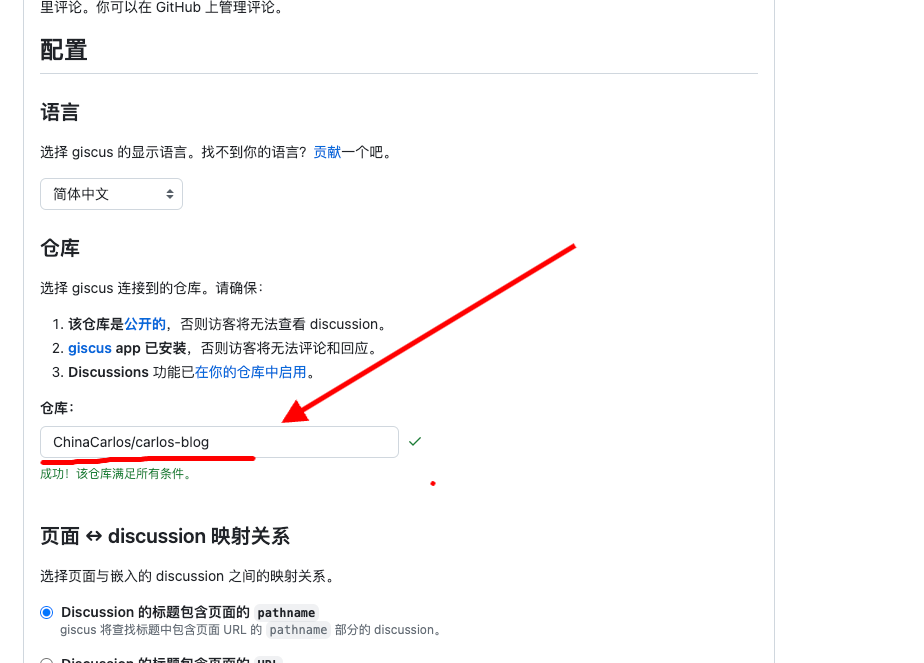 里评论。你可以在 GitHub 上管理评论。
配置
语言
选择 giscus 的显示语言。找不到你的语言？贡献一个吧。
简体中文
仓库
选择 giscus 连接到的仓库。请确保：
1. 该仓库是公开的，否则访客将无法查看 discussion。
2. giscus app 已安装，否则访客将无法评论和回应。
3. Discussions 功能已在你的仓库中启用。
仓库：
ChinaCarlos/carlos-blog
成功！该仓库满足所有条件。
页面 ↔ discussion 映射关系
选择页面与嵌入的 discussion 之间的映射关系。
Discussion 的标题包含页面的 pathname
giscus 将查找标题中包含页面 URL 的 pathname 部分的 discussion。
Discussion 的标题包含页面的 URL